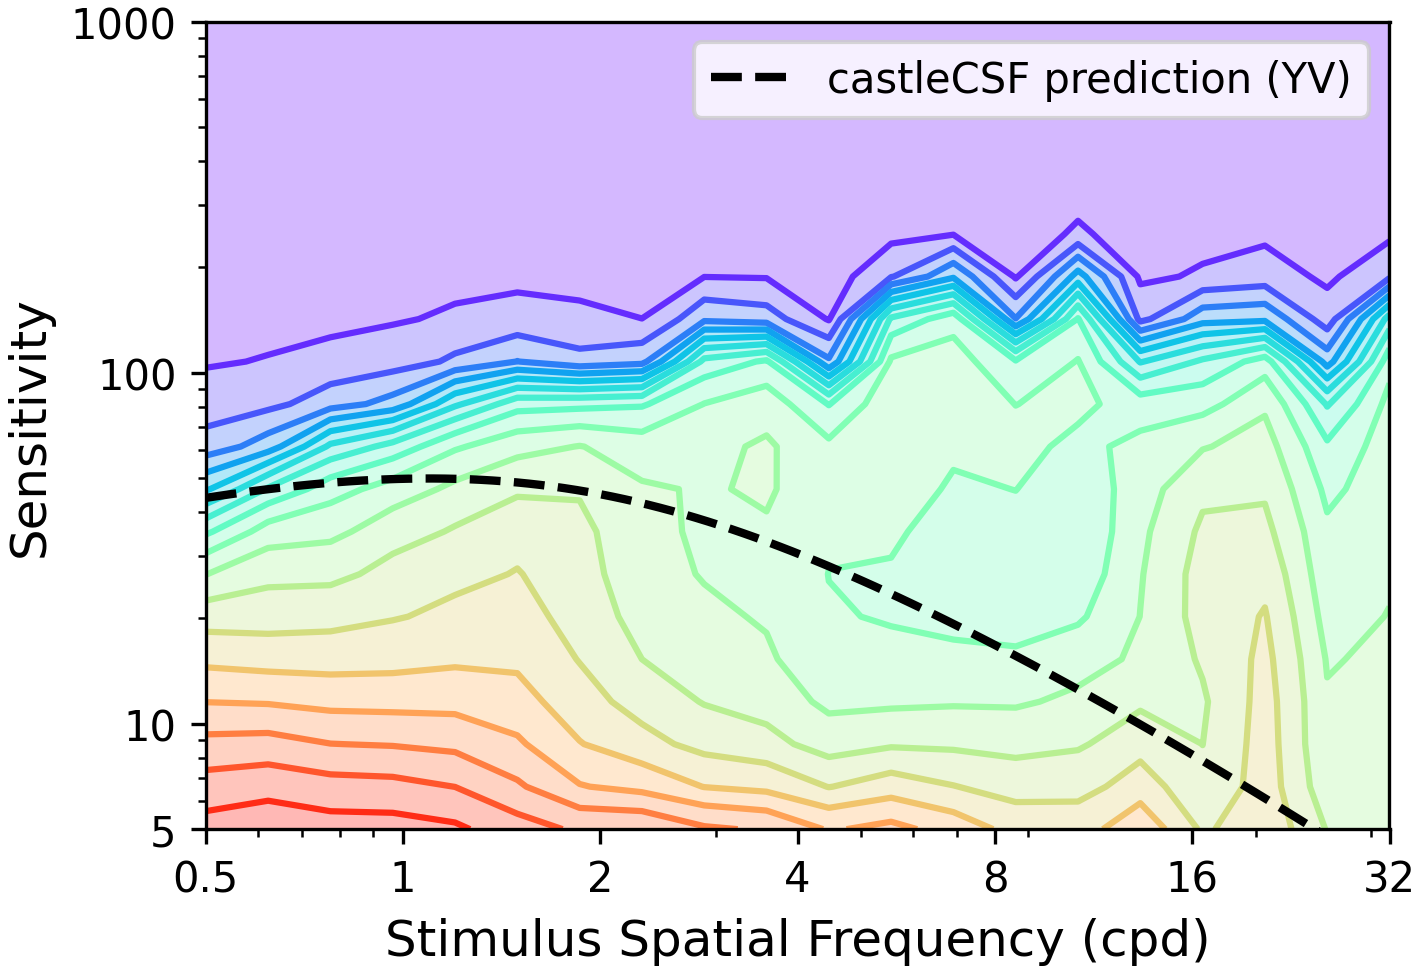 1000
100
10
5
Sensitivity
castleCSF prediction (YV)
0.5 1 2 4 8 16 32
Stimulus Spatial Frequency (cpd)